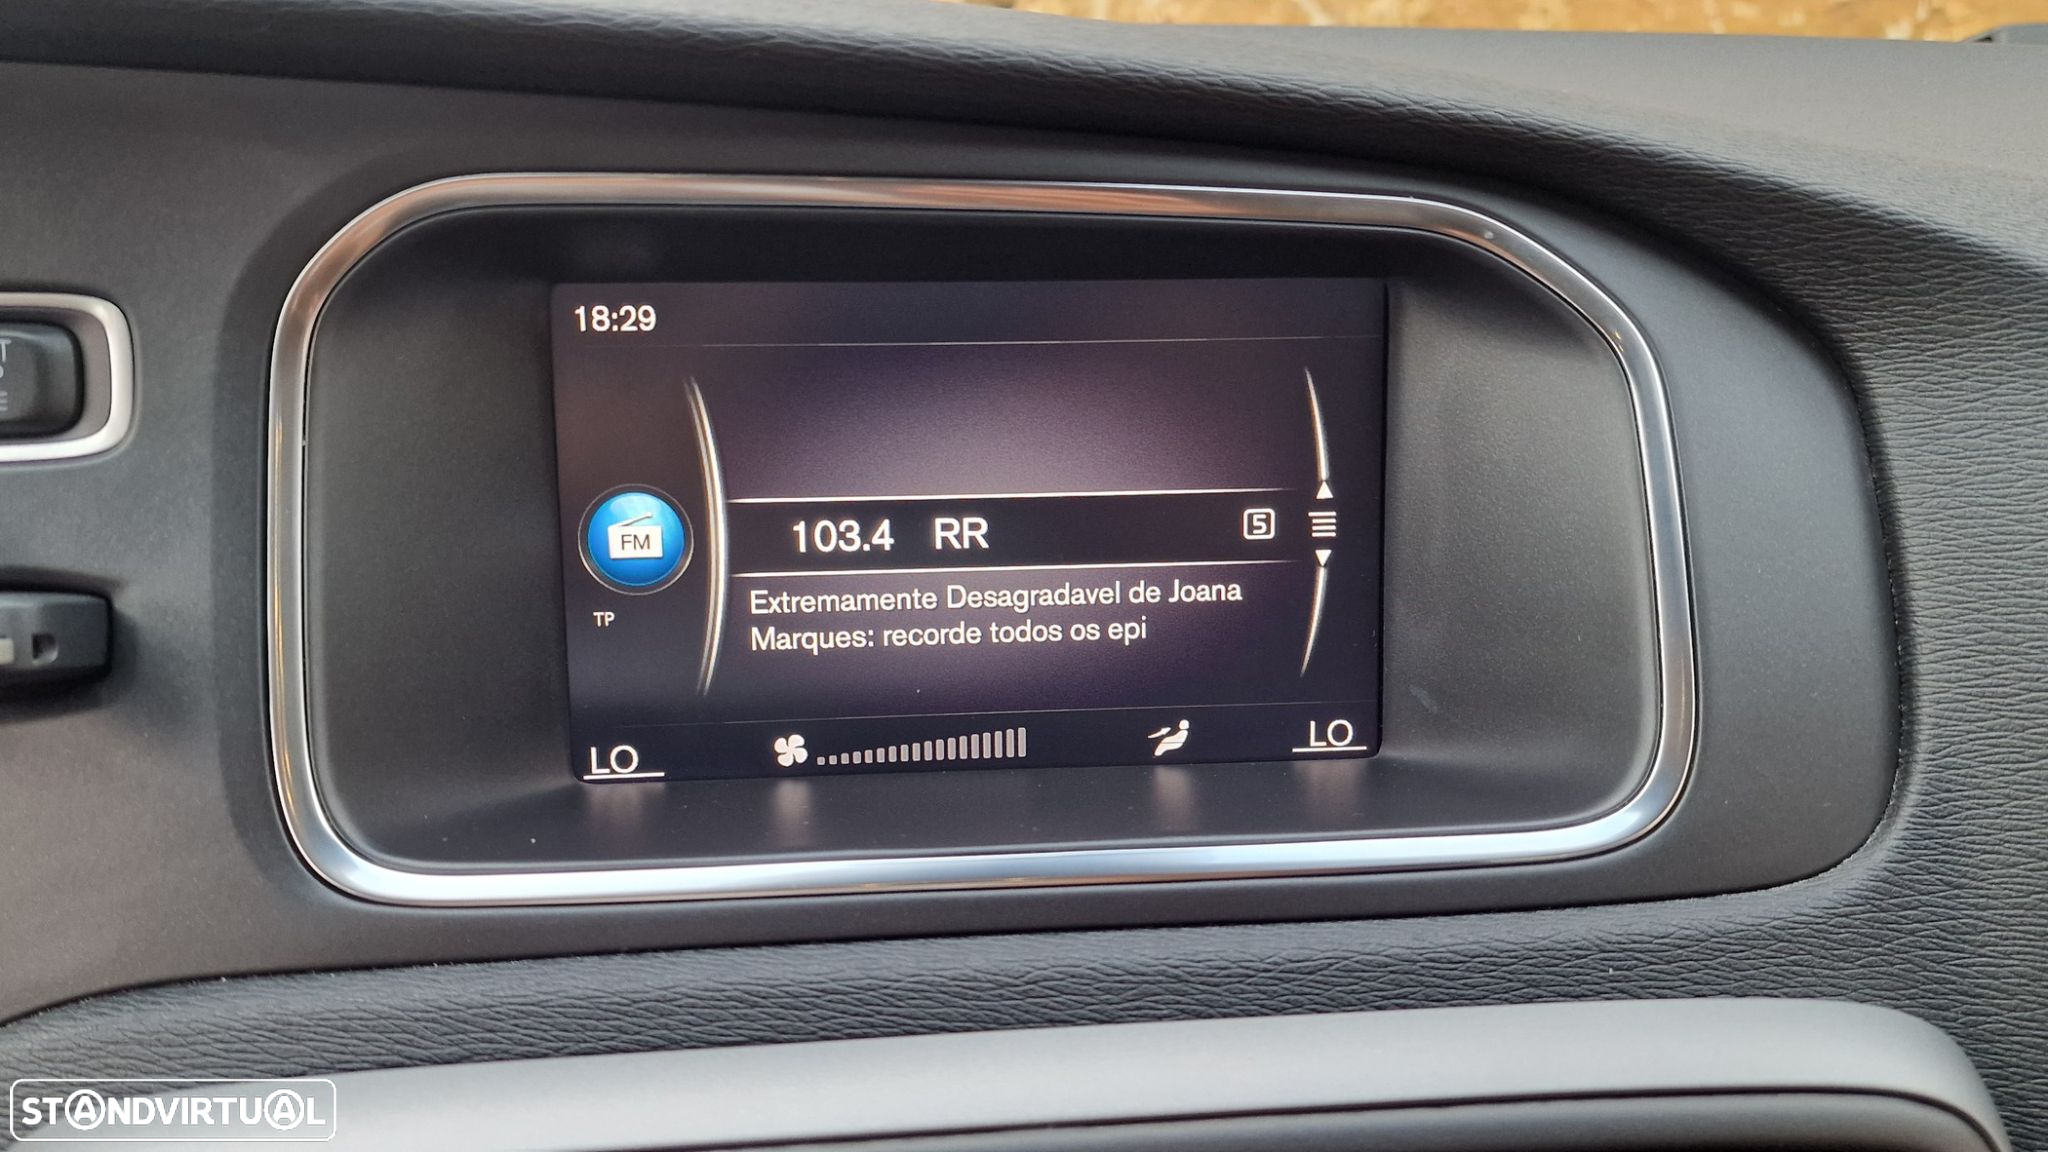 18:29
FM
103.4 RR 5
TP
Extremamente Desagradavel de Joana
Marques: recorde todos os epi
LO
LO
STANDVIRTUAL